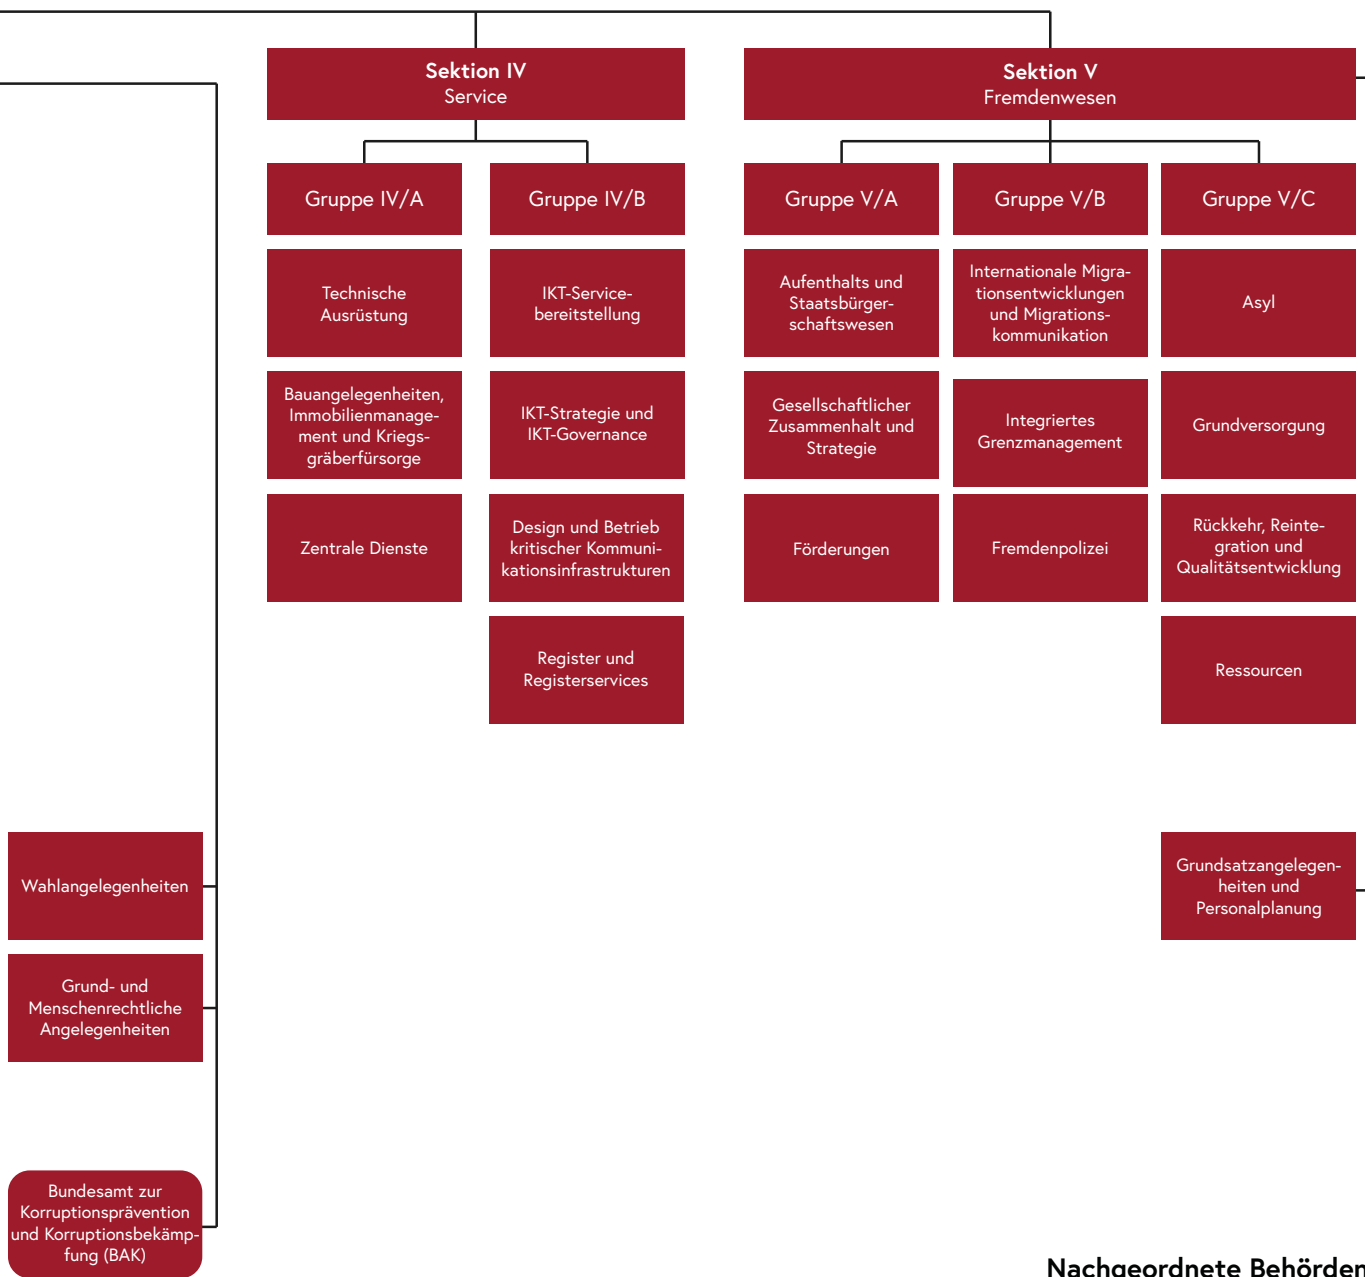 Sektion IV
Service
Sektion V
Fremdenwesen
Gruppe IV/A
Gruppe IV/B
Gruppe V/A
Gruppe V/B
Gruppe V/C
Technische
Ausrüstung
IKT-Service-
bereitstellung
Aufenthalts und
Staatsbürger-
schaftswesen
Internationale Migra-
tionsentwicklungen
und Migrations-
kommunikation
Asyl
Bauangelegenheiten,
Immobilienmanage-
ment und Kriegs-
gräberfürsorge
IKT-Strategie und
IKT-Governance
Gesellschaftlicher
Zusammenhalt und
Strategie
Integriertes
Grenzmanagement
Grundversorgung
Zentrale Dienste
Design und Betrieb
kritischer Kommuni-
kationsinfrastrukturen
Förderungen
Fremdenpolizei
Rückkehr, Reinte-
gration und
Qualitätsentwicklung
Register und
Registerservices
Ressourcen
Wahlangelegenheiten
Grundsatzangelegen-
heiten und
Personalplanung
Grund- und
Menschenrechtliche
Angelegenheiten
Bundesamt zur
Korruptionsprävention
und Korruptionsbekämp-
fung (BAK)
Nachgeordnete Behörden